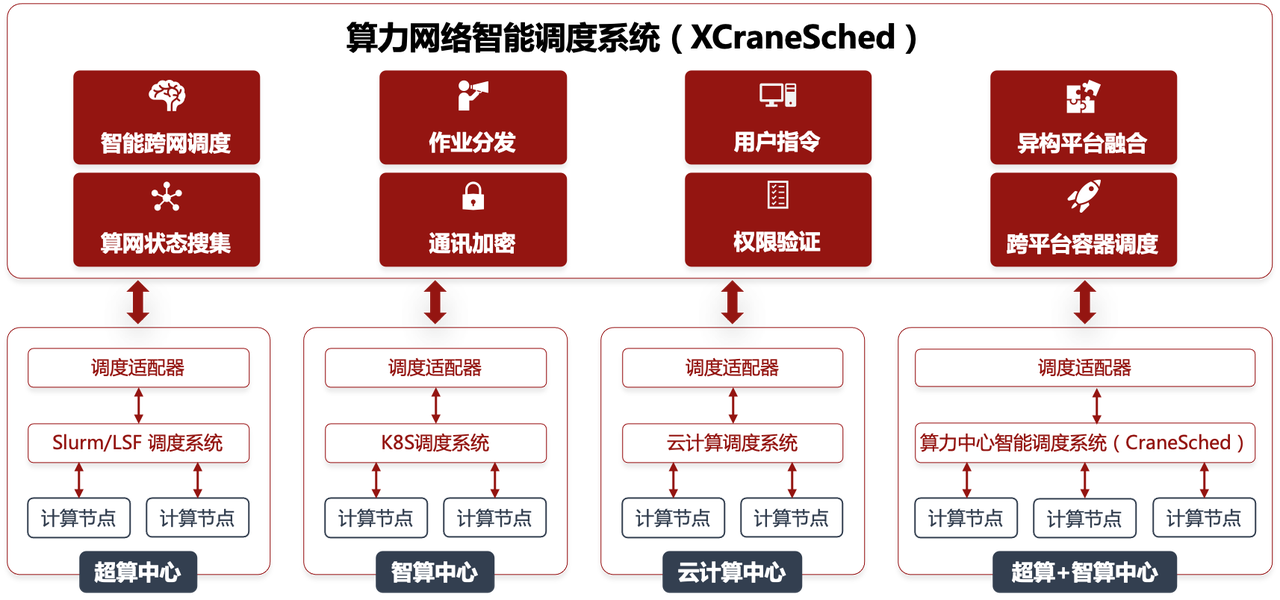 算力网络智能调度系统（XCraneSched）
智能跨网调度
作业分发
用户指令
异构平台融合
算网状态搜集
通讯加密
权限验证
跨平台容器调度
调度适配器
Slurm/LSF 调度系统
计算节点
计算节点
超算中心
调度适配器
K8S调度系统
计算节点
计算节点
智算中心
调度适配器
云计算调度系统
计算节点
计算节点
云计算中心
调度适配器
算力中心智能调度系统（CraneSched）
计算节点
计算节点
计算节点
超算+智算中心